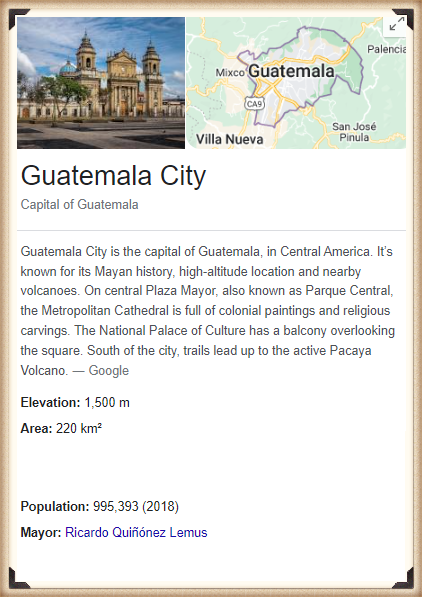 Palencia
Mixco
Guatemala
CA9
San José
Pinula
Villa Nueva
Guatemala City
Capital of Guatemala
Guatemala City is the capital of Guatemala, in Central America. It's
known for its Mayan history, high-altitude location and nearby
volcanoes. On central Plaza Mayor, also known as Parque Central,
the Metropolitan Cathedral is full of colonial paintings and religious
carvings. The National Palace of Culture has a balcony overlooking
the square. South of the city, trails lead up to the active Pacaya
Volcano. — Google
Elevation: 1,500 m
Area: 220 km²
Population: 995,393 (2018)
Mayor: Ricardo Quiñónez Lemus